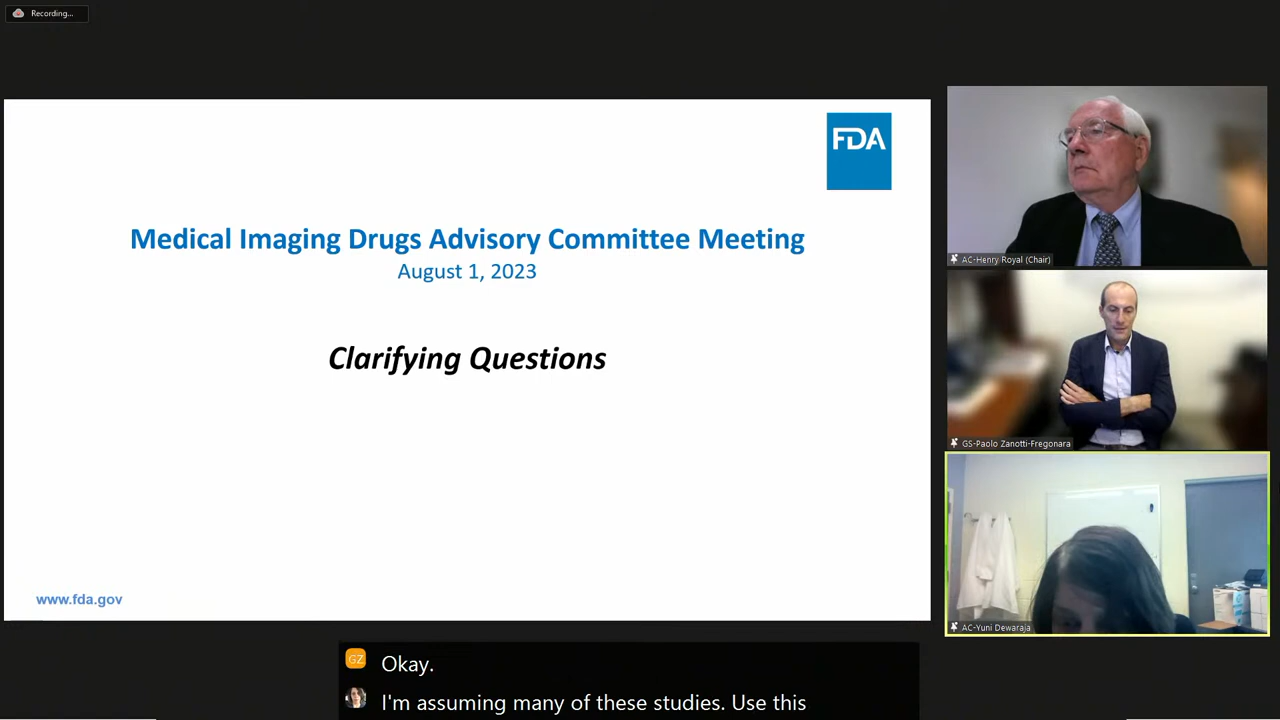 Recording...
FDA
Medical Imaging Drugs Advisory Committee Meeting
August 1, 2023
Clarifying Questions
www.fda.gov
AC-Henry Royal (Chair)
GS-Paolo Zanotti-Fregonara
AC-Yuni Dewaraja
GZ
Okay.
I'm assuming many of these studies. Use this